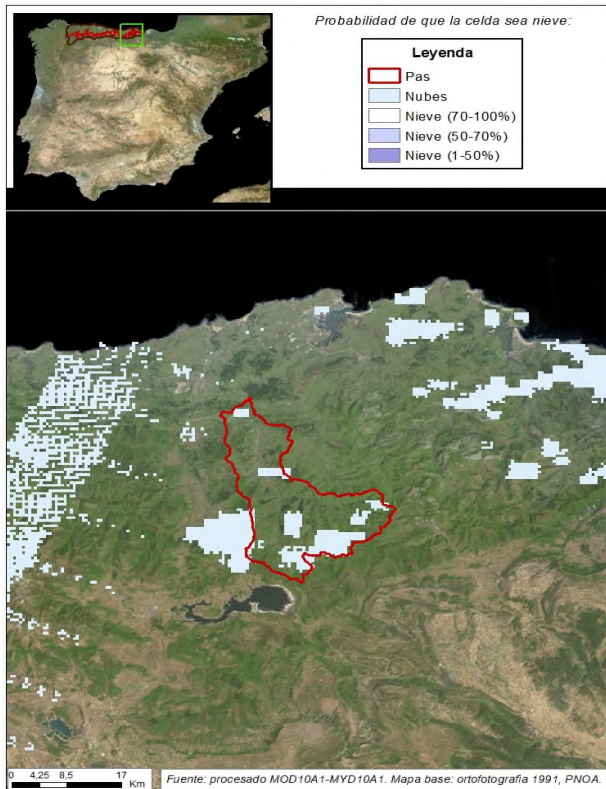 Probabilidad de que la celda sea nieve:
Leyenda
Pas
Nubes
Nieve (70-100%)
Nieve (50-70%)
Nieve (1-50%)
0 4,25 8,5 17
Km
Fuente: procesado MOD10A1-MYD10A1. Mapa base: ortofotografia 1991, PNOA.